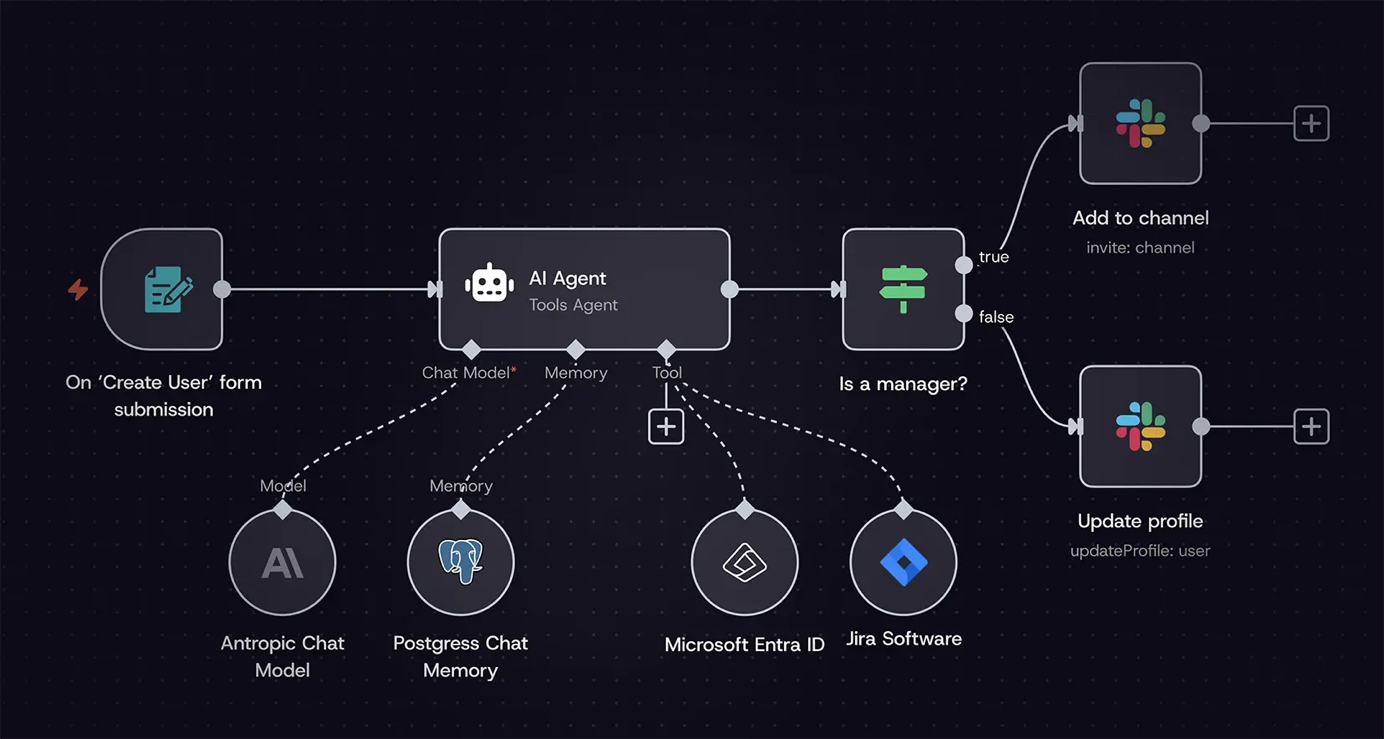 Add to channel
invite: channel
true
AI Agent
Tools Agent
false
Chat Model*
Memory
Tool
On ‘Create User’ form
submission
Is a manager?
Model
Memory
Update profile
updateProfile: user
Antropic Chat
Model
Postgress Chat
Memory
Microsoft Entra ID
Jira Software